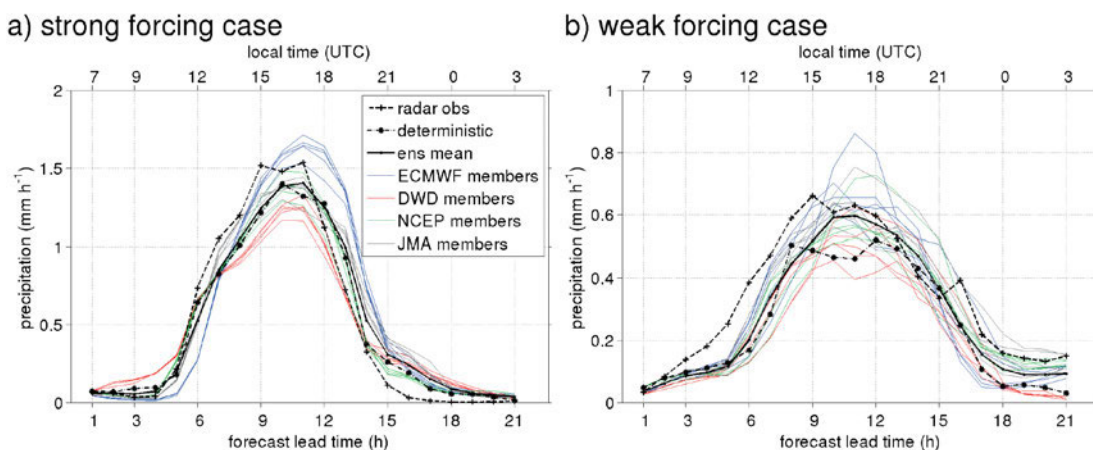 a) strong forcing case
local time (UTC)
7 9 12 15 18 21 0 3
2
1.5
1
0.5
0
precipitation (mm h⁻¹)
radar obs
deterministic
ens mean
ECMWF members
DWD members
NCEP members
JMA members
1 3 6 9 12 15 18 21
forecast lead time (h)
b) weak forcing case
local time (UTC)
7 9 12 15 18 21 0 3
1
0.8
0.6
0.4
0.2
0
precipitation (mm h⁻¹)
1 3 6 9 12 15 18 21
forecast lead time (h)